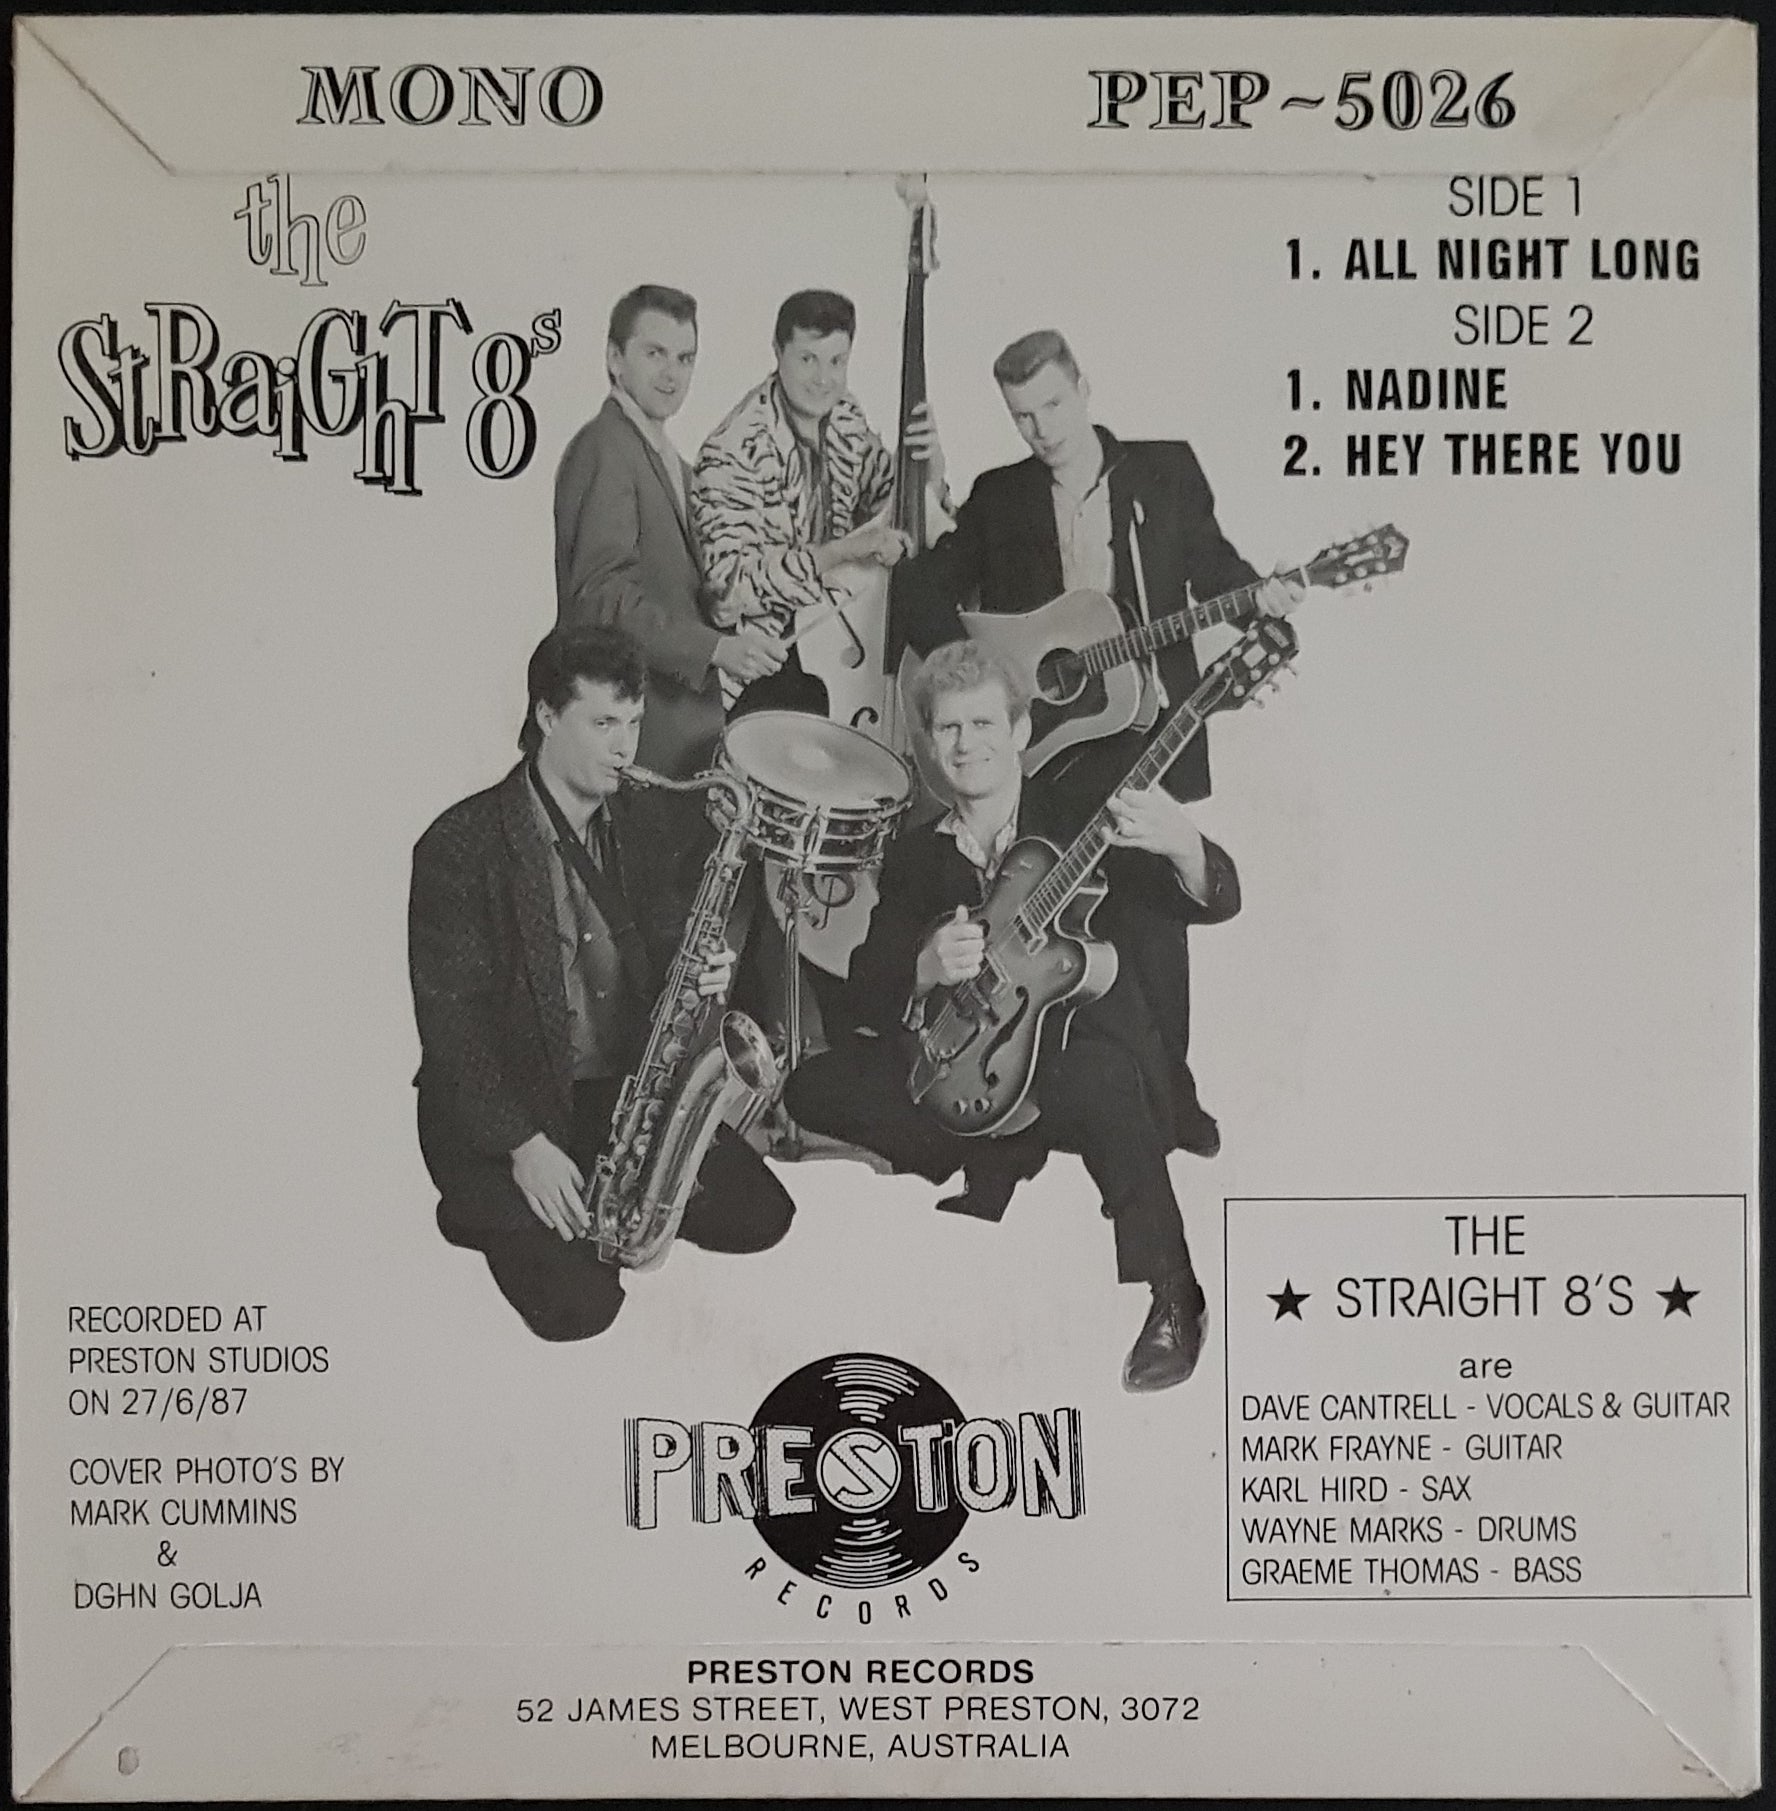 MONO
PEP~5026
the
StRaiGhT 8s
SIDE 1
1. ALL NIGHT LONG
SIDE 2
1. NADINE
2. HEY THERE YOU
RECORDED AT
PRESTON STUDIOS
ON 27/6/87
COVER PHOTO'S BY
MARK CUMMINS
&
DGHN GOLJA
PRESTON
RECORDS
THE
★ STRAIGHT 8'S ★
are
DAVE CANTRELL - VOCALS & GUITAR
MARK FRAYNE - GUITAR
KARL HIRD - SAX
WAYNE MARKS - DRUMS
GRAEME THOMAS - BASS
PRESTON RECORDS
52 JAMES STREET, WEST PRESTON, 3072
MELBOURNE, AUSTRALIA